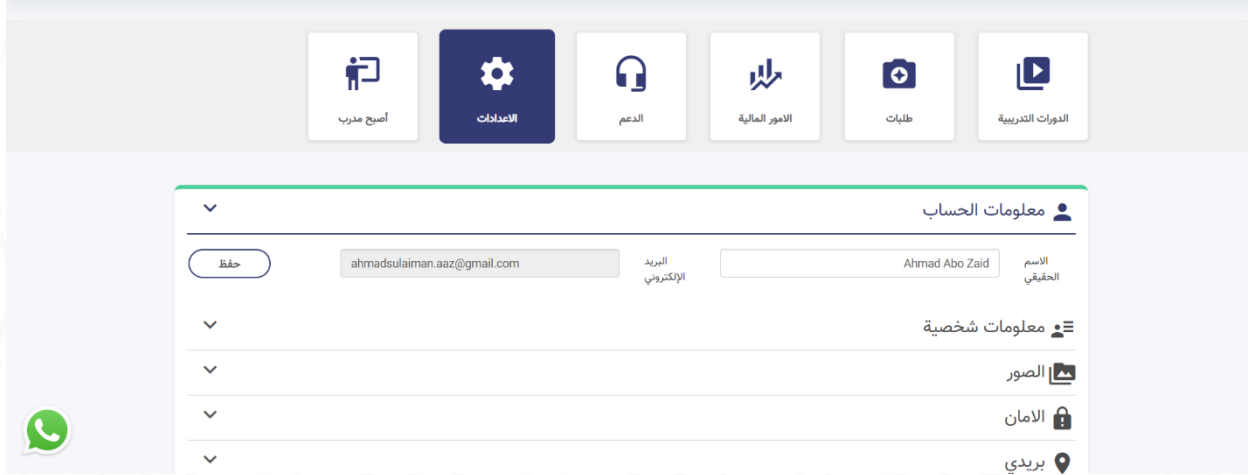 الدورات التدريبية
طلبات
الامور المالية
الدعم
الاعدادات
أصبح مدرب
معلومات الحساب
الاسم
الحقيقي
Ahmad Abo Zaid
البريد
الإلكتروني
ahmadsulaiman.aaz@gmail.com
حفظ
معلومات شخصية
الصور
الامان
بريدي